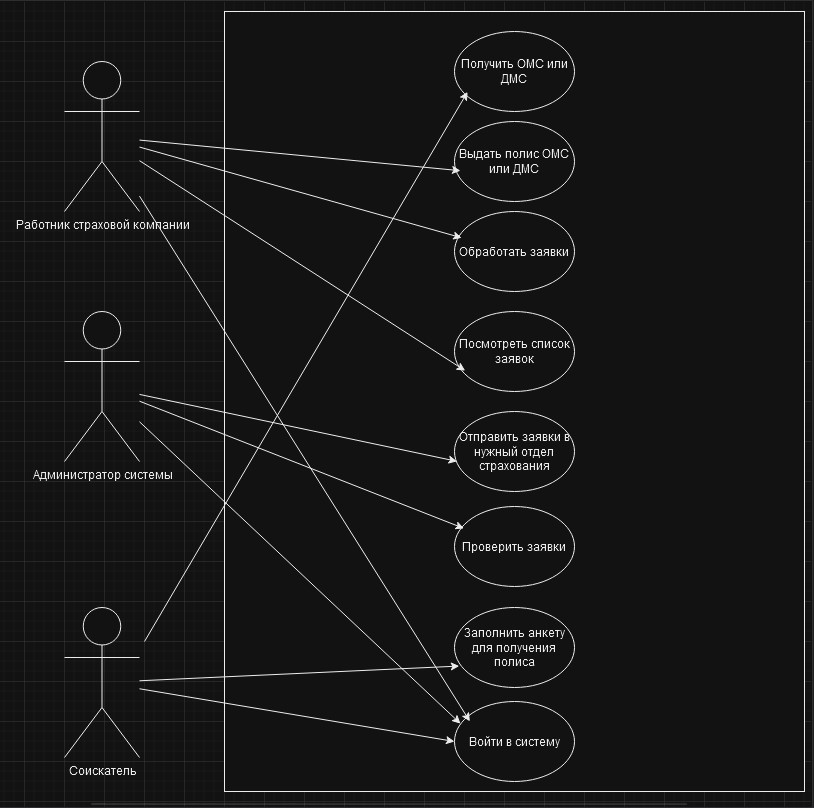 Получить ОМС или
ДМС
Выдать полис ОМС
или ДМС
Работник страховой компании
Обработать заявки
Посмотреть список
заявок
Отправить заявки в
нужный отдел
страхования
Администратор системы
Проверить заявки
Заполнить анкету
для получения
полиса
Войти в систему
Соискатель